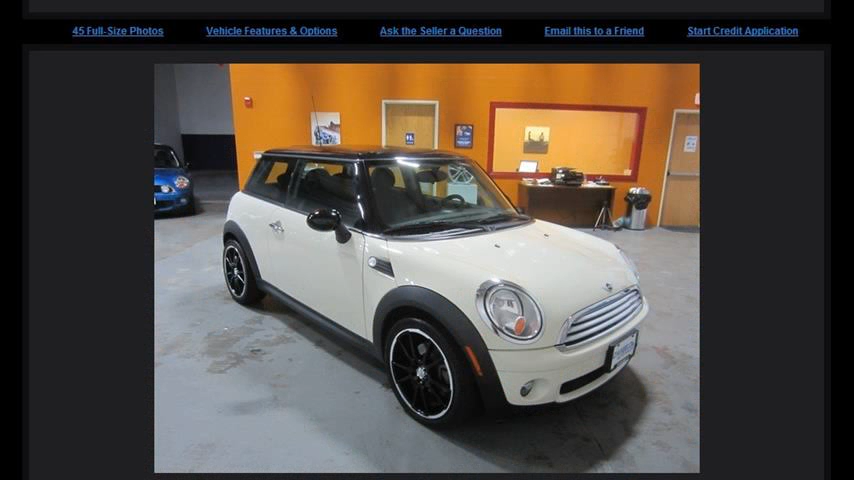 45 Full-Size Photos Vehicle Features & Options Ask the Seller a Question Email this to a Friend Start Credit Application